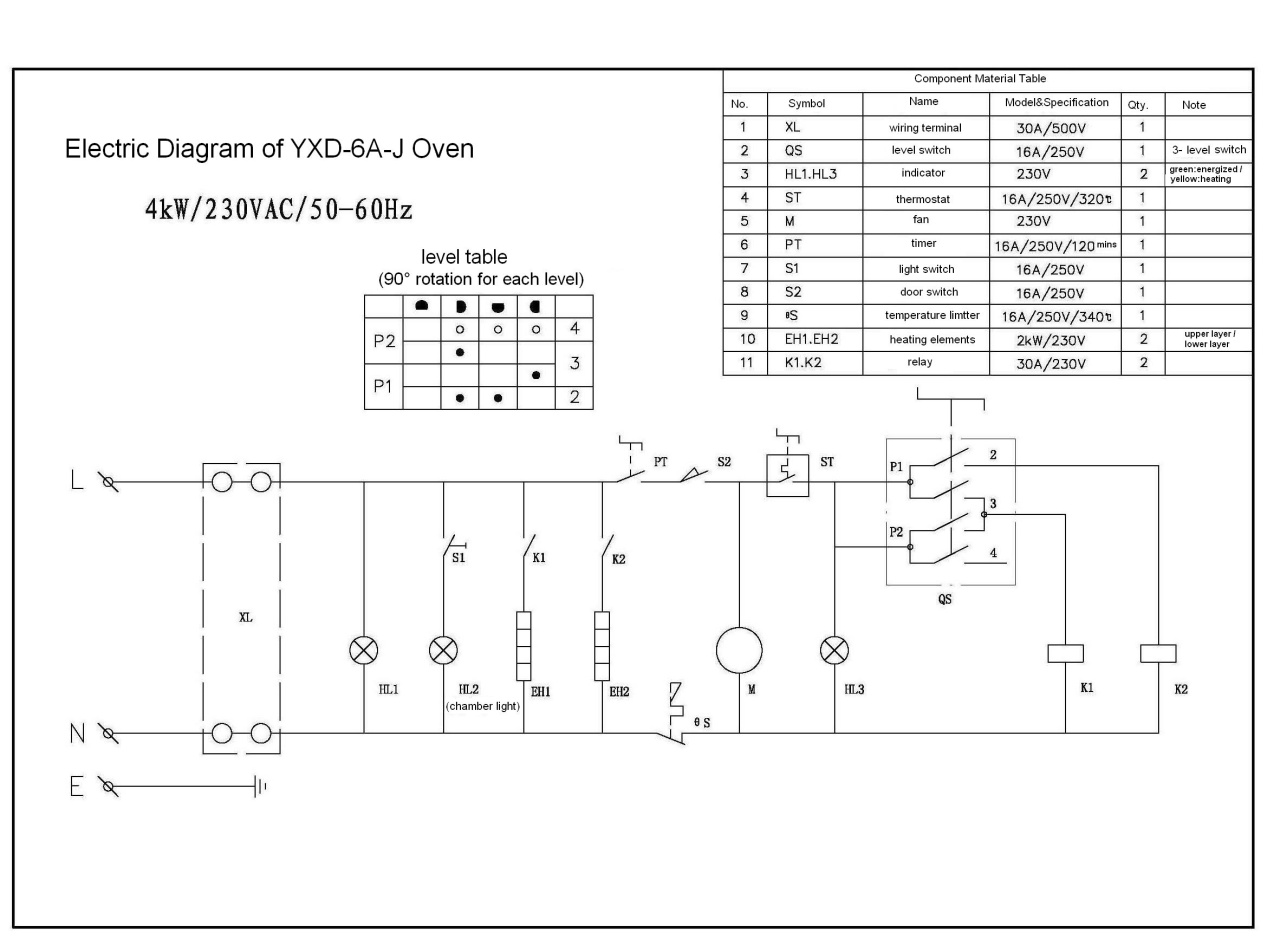 Component Material Table
No. Symbol Name Model&Specification Qty. Note
1 XL wiring terminal 30A/500V 1
2 QS level switch 16A/250V 1 3- level switch
3 HL1.HL3 indicator 230V 2 green:energized / yellow:heating
4 ST thermostat 16A/250V/320℃ 1
5 M fan 230V 1
6 PT timer 16A/250V/120 mins 1
7 S1 light switch 16A/250V 1
8 S2 door switch 16A/250V 1
9 θS temperature limtter 16A/250V/340℃ 1
10 EH1.EH2 heating elements 2kW/230V 2 upper layer / lower layer
11 K1.K2 relay 30A/230V 2
Electric Diagram of YXD-6A-J Oven
4kW/230VAC/50-60Hz
level table
(90° rotation for each level)
P2 4
3
P1
2
L
PT
S2
ST
P1
2
3
P2
4
QS
S1
K1
K2
XL
HL1
HL2
(chamber light)
EH1
EH2
M
HL3
K1
K2
θ S
N
E